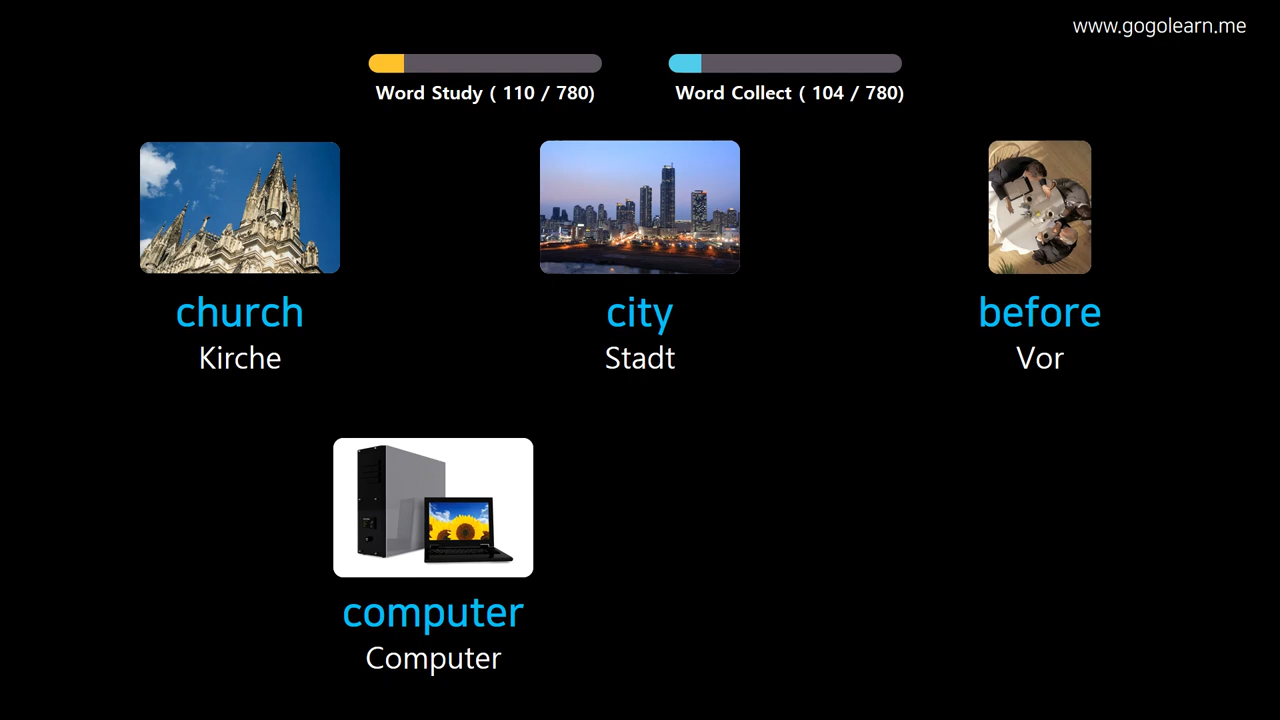 www.gogolearn.me
Word Study ( 110 / 780)
Word Collect ( 104 / 780)
church
Kirche
city
Stadt
before
Vor
computer
Computer